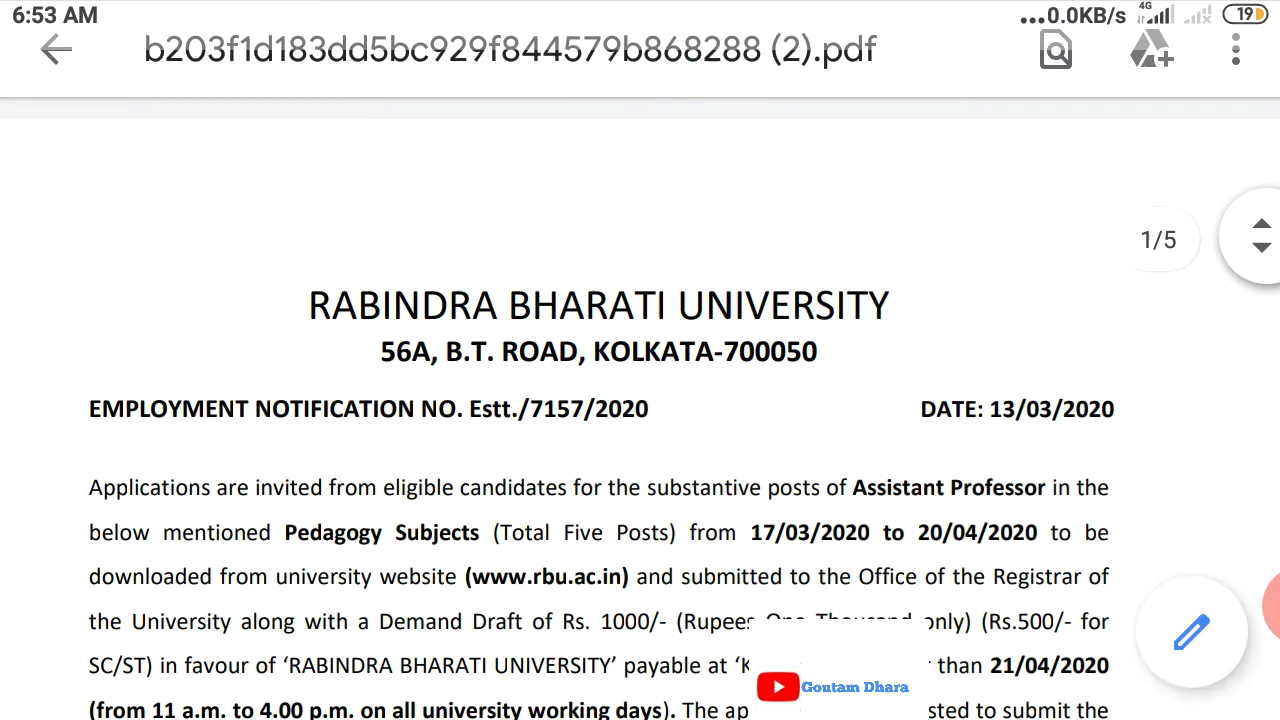 6:53 AM
...0.0KB/s 4G 19
b203f1d183dd5bc929f844579b868288 (2).pdf
1/5
RABINDRA BHARATI UNIVERSITY
56A, B.T. ROAD, KOLKATA-700050
EMPLOYMENT NOTIFICATION NO. Estt./7157/2020 DATE: 13/03/2020
Applications are invited from eligible candidates for the substantive posts of Assistant Professor in the
below mentioned Pedagogy Subjects (Total Five Posts) from 17/03/2020 to 20/04/2020 to be
downloaded from university website (www.rbu.ac.in) and submitted to the Office of the Registrar of
the University along with a Demand Draft of Rs. 1000/- (Rupees One Thousand only) (Rs.500/- for
SC/ST) in favour of ‘RABINDRA BHARATI UNIVERSITY’ payable at than 21/04/2020
Goutam Dhara
(from 11 a.m. to 4.00 p.m. on all university working days). The submit the